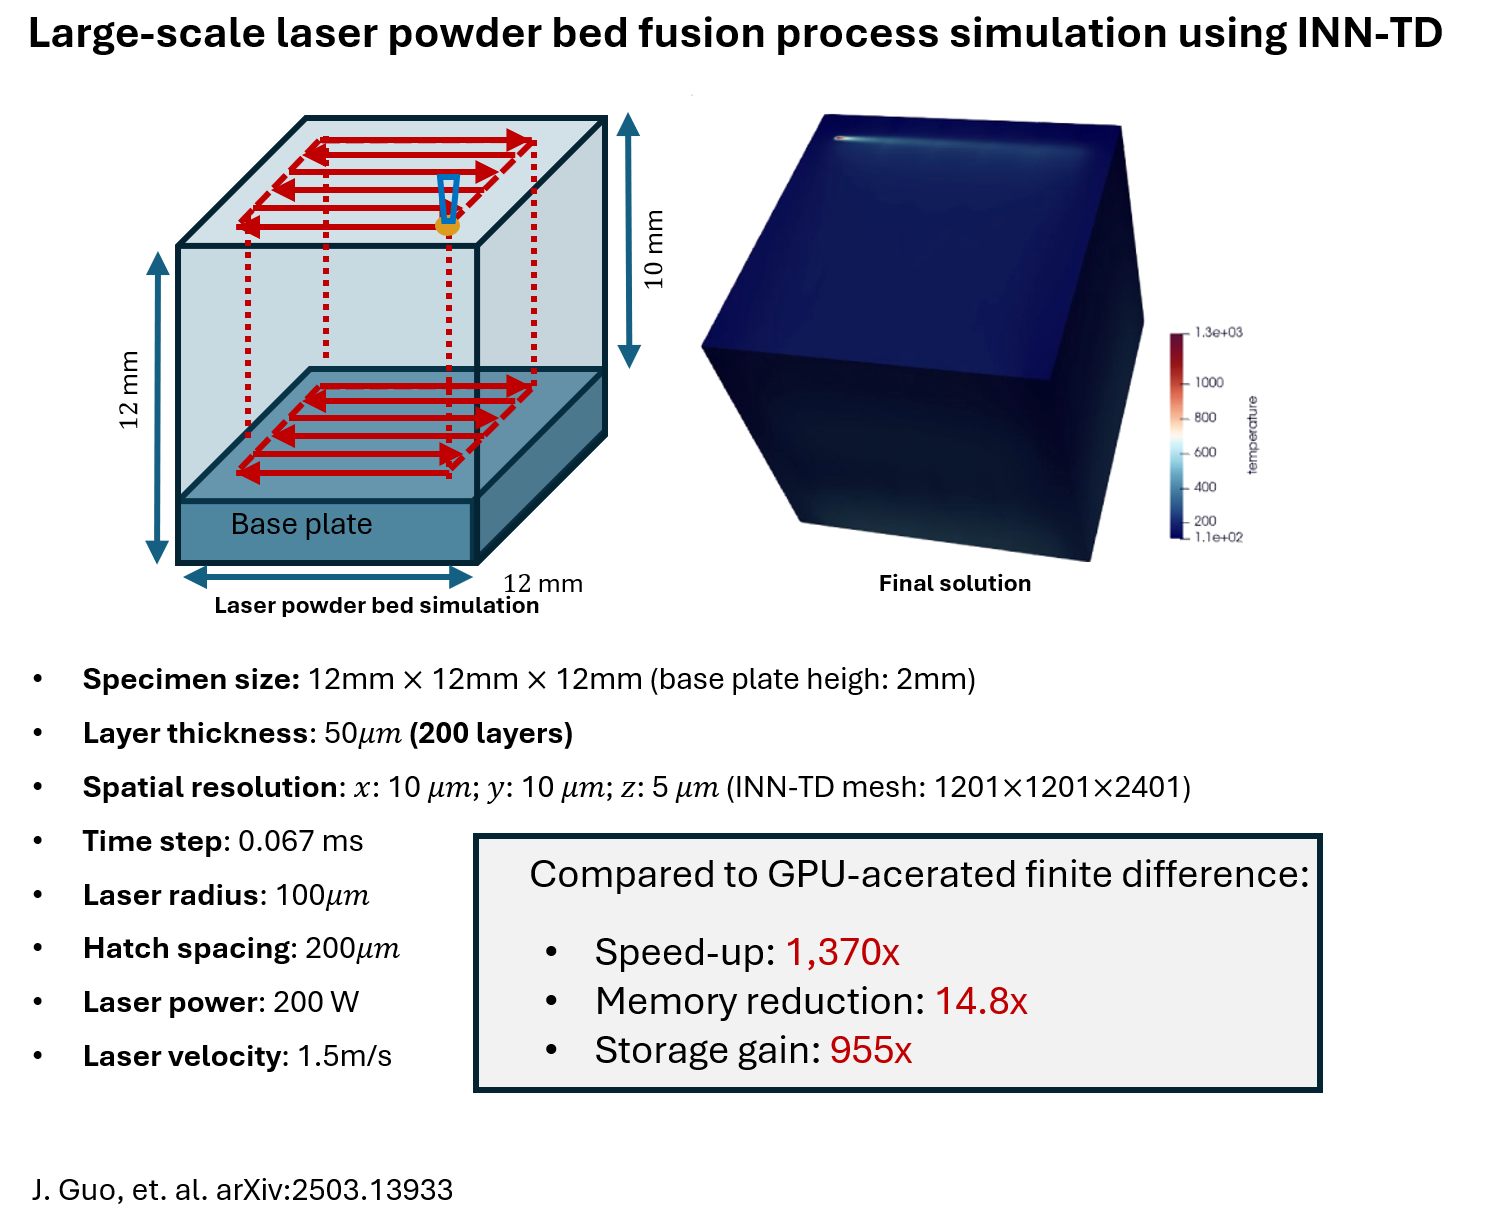 Large-scale laser powder bed fusion process simulation using INN-TD
12 mm
10 mm
Base plate
12 mm
Laser powder bed simulation
1.3e+03
1000
800
600
400
200
1.1e+02
temperature
Final solution
• Specimen size: 12mm × 12mm × 12mm (base plate heigh: 2mm)
• Layer thickness: 50μm (200 layers)
• Spatial resolution: x: 10 μm; y: 10 μm; z: 5 μm (INN-TD mesh: 1201×1201×2401)
• Time step: 0.067 ms
• Laser radius: 100μm
• Hatch spacing: 200μm
• Laser power: 200 W
• Laser velocity: 1.5m/s
Compared to GPU-acerated finite difference:
• Speed-up: 1,370x
• Memory reduction: 14.8x
• Storage gain: 955x
J. Guo, et. al. arXiv:2503.13933